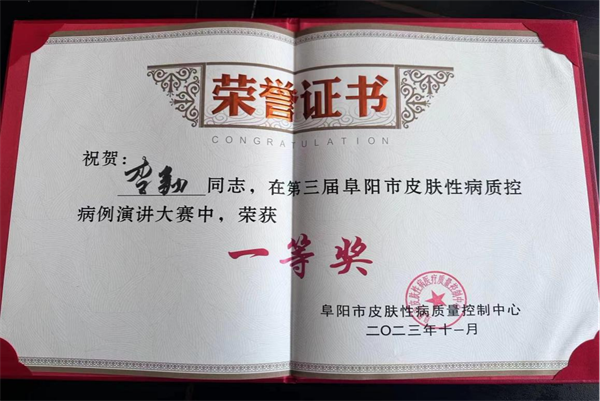 荣誉证书
CONGRATULATION
祝贺：
李勤 同志，在第三届阜阳市皮肤性病质控
病例演讲大赛中，荣获
一等奖
阜阳市皮肤性病质量控制中心
二〇二三年十一月